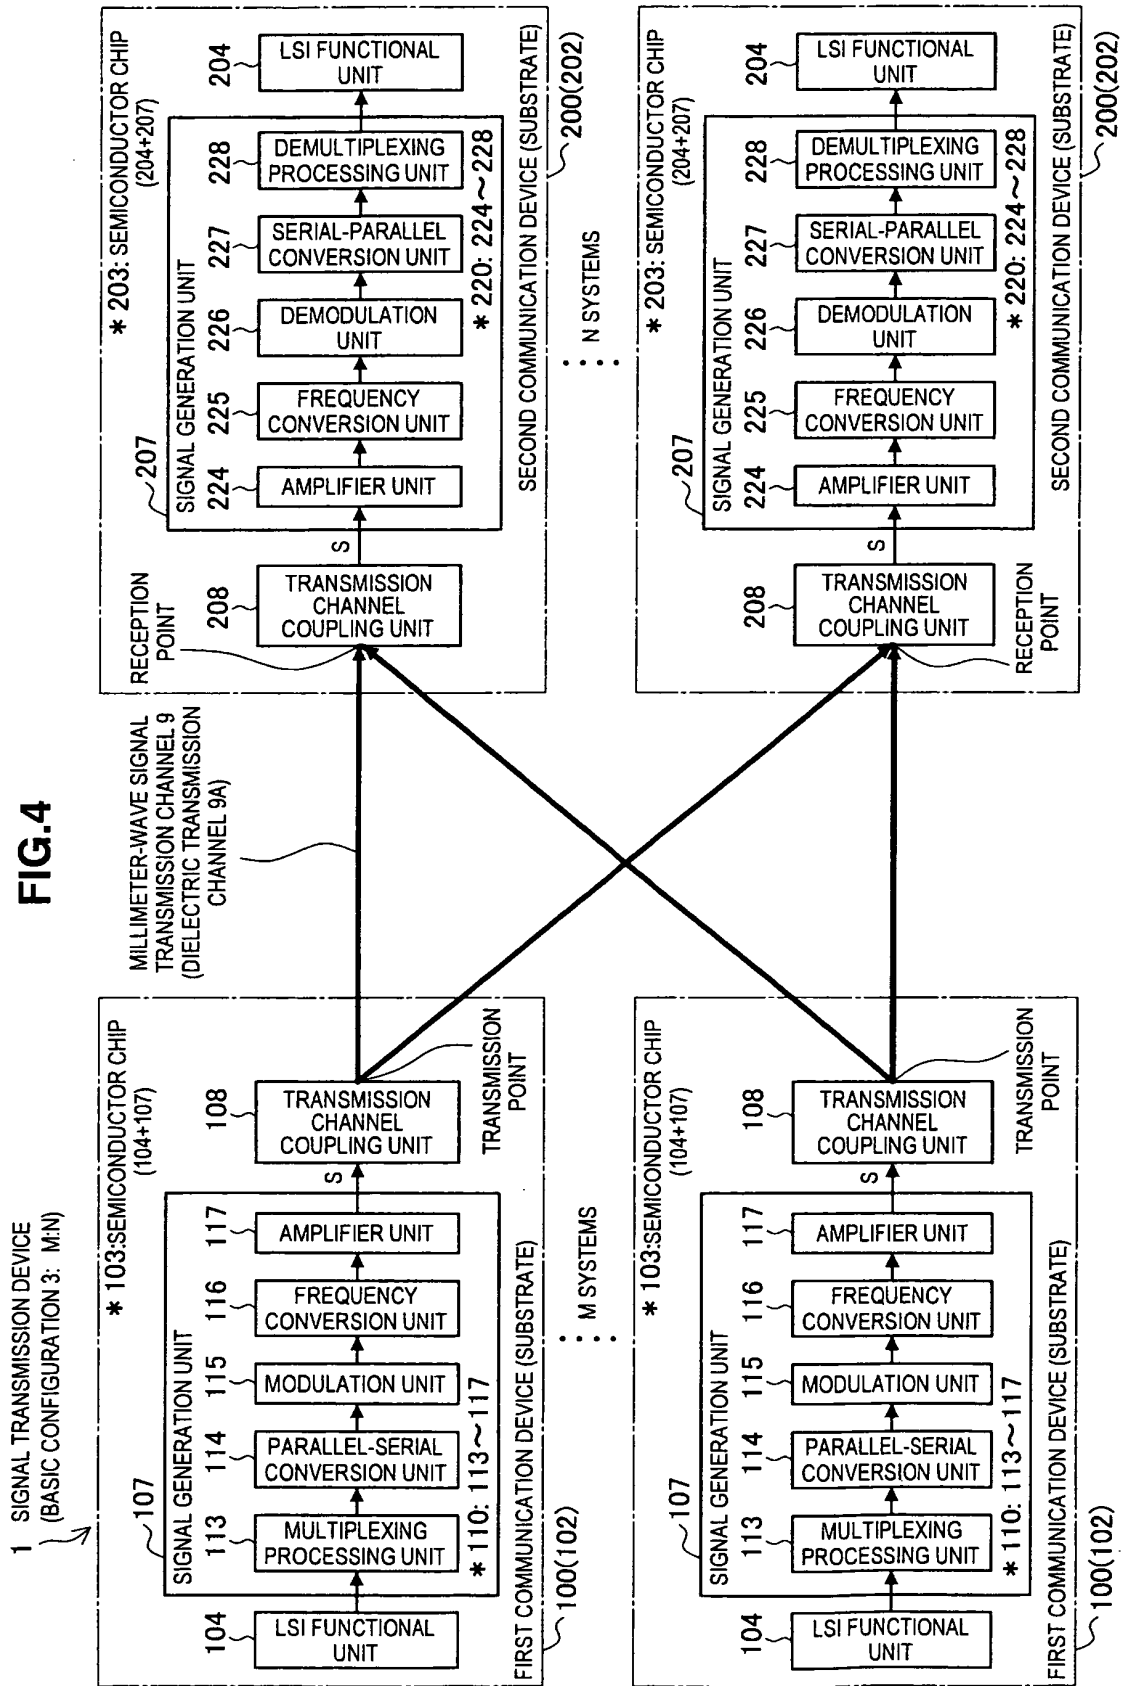 FIG.4
1 SIGNAL TRANSMISSION DEVICE
(BASIC CONFIGURATION 3: M:N)
* 103:SEMICONDUCTOR CHIP
(104+107)
107
SIGNAL GENERATION UNIT
104
LSI FUNCTIONAL
UNIT
113
MULTIPLEXING
PROCESSING UNIT
114
PARALLEL-SERIAL
CONVERSION UNIT
115
MODULATION UNIT
116
FREQUENCY
CONVERSION UNIT
117
AMPLIFIER UNIT
S
108
TRANSMISSION
CHANNEL
COUPLING UNIT
* 110: 113~117
TRANSMISSION
POINT
FIRST COMMUNICATION DEVICE (SUBSTRATE)
100(102)
MILLIMETER-WAVE SIGNAL
TRANSMISSION CHANNEL 9
(DIELECTRIC TRANSMISSION
CHANNEL 9A)
* 203: SEMICONDUCTOR CHIP
(204+207)
RECEPTION
POINT
207
SIGNAL GENERATION UNIT
208
TRANSMISSION
CHANNEL
COUPLING UNIT
S
224
AMPLIFIER UNIT
225
FREQUENCY
CONVERSION UNIT
226
DEMODULATION
UNIT
227
SERIAL-PARALLEL
CONVERSION UNIT
228
DEMULTIPLEXING
PROCESSING UNIT
204
LSI FUNCTIONAL
UNIT
* 220: 224~228
SECOND COMMUNICATION DEVICE (SUBSTRATE)
200(202)
M SYSTEMS
N SYSTEMS
* 103:SEMICONDUCTOR CHIP
(104+107)
107
SIGNAL GENERATION UNIT
104
LSI FUNCTIONAL
UNIT
113
MULTIPLEXING
PROCESSING UNIT
114
PARALLEL-SERIAL
CONVERSION UNIT
115
MODULATION UNIT
116
FREQUENCY
CONVERSION UNIT
117
AMPLIFIER UNIT
S
108
TRANSMISSION
CHANNEL
COUPLING UNIT
* 110: 113~117
TRANSMISSION
POINT
FIRST COMMUNICATION DEVICE (SUBSTRATE)
100(102)
* 203: SEMICONDUCTOR CHIP
(204+207)
207
SIGNAL GENERATION UNIT
208
TRANSMISSION
CHANNEL
COUPLING UNIT
S
224
AMPLIFIER UNIT
225
FREQUENCY
CONVERSION UNIT
226
DEMODULATION
UNIT
227
SERIAL-PARALLEL
CONVERSION UNIT
228
DEMULTIPLEXING
PROCESSING UNIT
204
LSI FUNCTIONAL
UNIT
* 220: 224~228
RECEPTION
POINT
SECOND COMMUNICATION DEVICE (SUBSTRATE)
200(202)